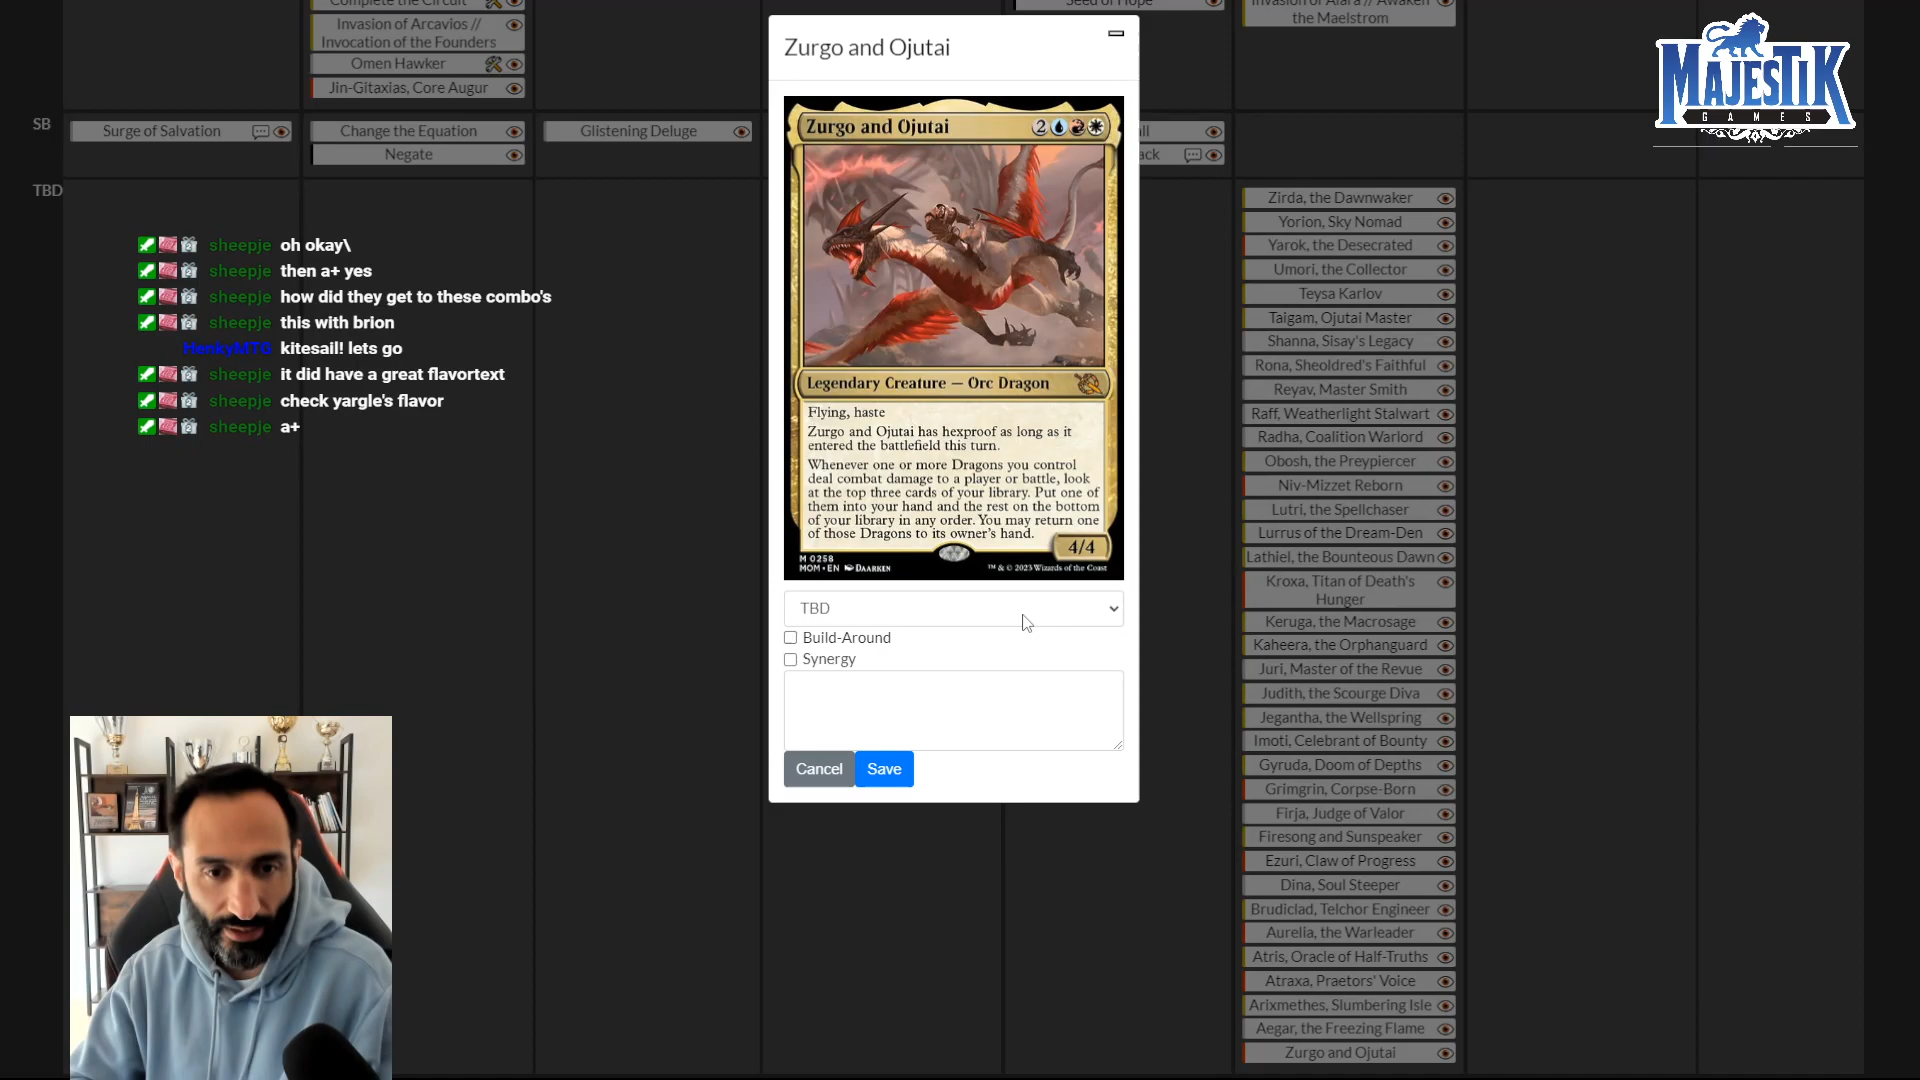 Complete the Circuit
Invasion of Arcavios //
Invocation of the Founders
Omen Hawker
Jin-Gitaxias, Core Augur
Seed of Hope
Invasion of Alara // Awaken
the Maelstrom
MAJESTIK
GAMES
SB
Surge of Salvation
Change the Equation
Negate
Glistening Deluge
TBD
sheepje oh okay\
sheepje then a+ yes
sheepje how did they get to these combo's
sheepje this with brion
HenkyMTG kitesail! lets go
sheepje it did have a great flavortext
sheepje check yargle's flavor
sheepje a+
Zurgo and Ojutai
Zurgo and Ojutai 2
Legendary Creature — Orc Dragon
Flying, haste
Zurgo and Ojutai has hexproof as long as it
entered the battlefield this turn.
Whenever one or more Dragons you control
deal combat damage to a player or battle, look
at the top three cards of your library. Put one of
them into your hand and the rest on the bottom
of your library in any order. You may return one
of those Dragons to its owner's hand.
4/4
M 0258
MOM • EN DAARKEN
™ & © 2023 Wizards of the Coast
TBD
Build-Around
Synergy
Cancel
Save
Zirda, the Dawnwaker
Yorion, Sky Nomad
Yarok, the Desecrated
Umori, the Collector
Teysa Karlov
Taigam, Ojutai Master
Shanna, Sisay's Legacy
Rona, Sheoldred's Faithful
Reyav, Master Smith
Raff, Weatherlight Stalwart
Radha, Coalition Warlord
Obosh, the Preypiercer
Niv-Mizzet Reborn
Lutri, the Spellchaser
Lurrus of the Dream-Den
Lathiel, the Bounteous Dawn
Kroxa, Titan of Death's
Hunger
Keruga, the Macrosage
Kaheera, the Orphanguard
Juri, Master of the Revue
Judith, the Scourge Diva
Jegantha, the Wellspring
Imoti, Celebrant of Bounty
Gyruda, Doom of Depths
Grimgrin, Corpse-Born
Firja, Judge of Valor
Firesong and Sunspeaker
Ezuri, Claw of Progress
Dina, Soul Steeper
Brudiclad, Telchor Engineer
Aurelia, the Warleader
Atris, Oracle of Half-Truths
Atraxa, Praetors' Voice
Arixmethes, Slumbering Isle
Aegar, the Freezing Flame
Zurgo and Ojutai